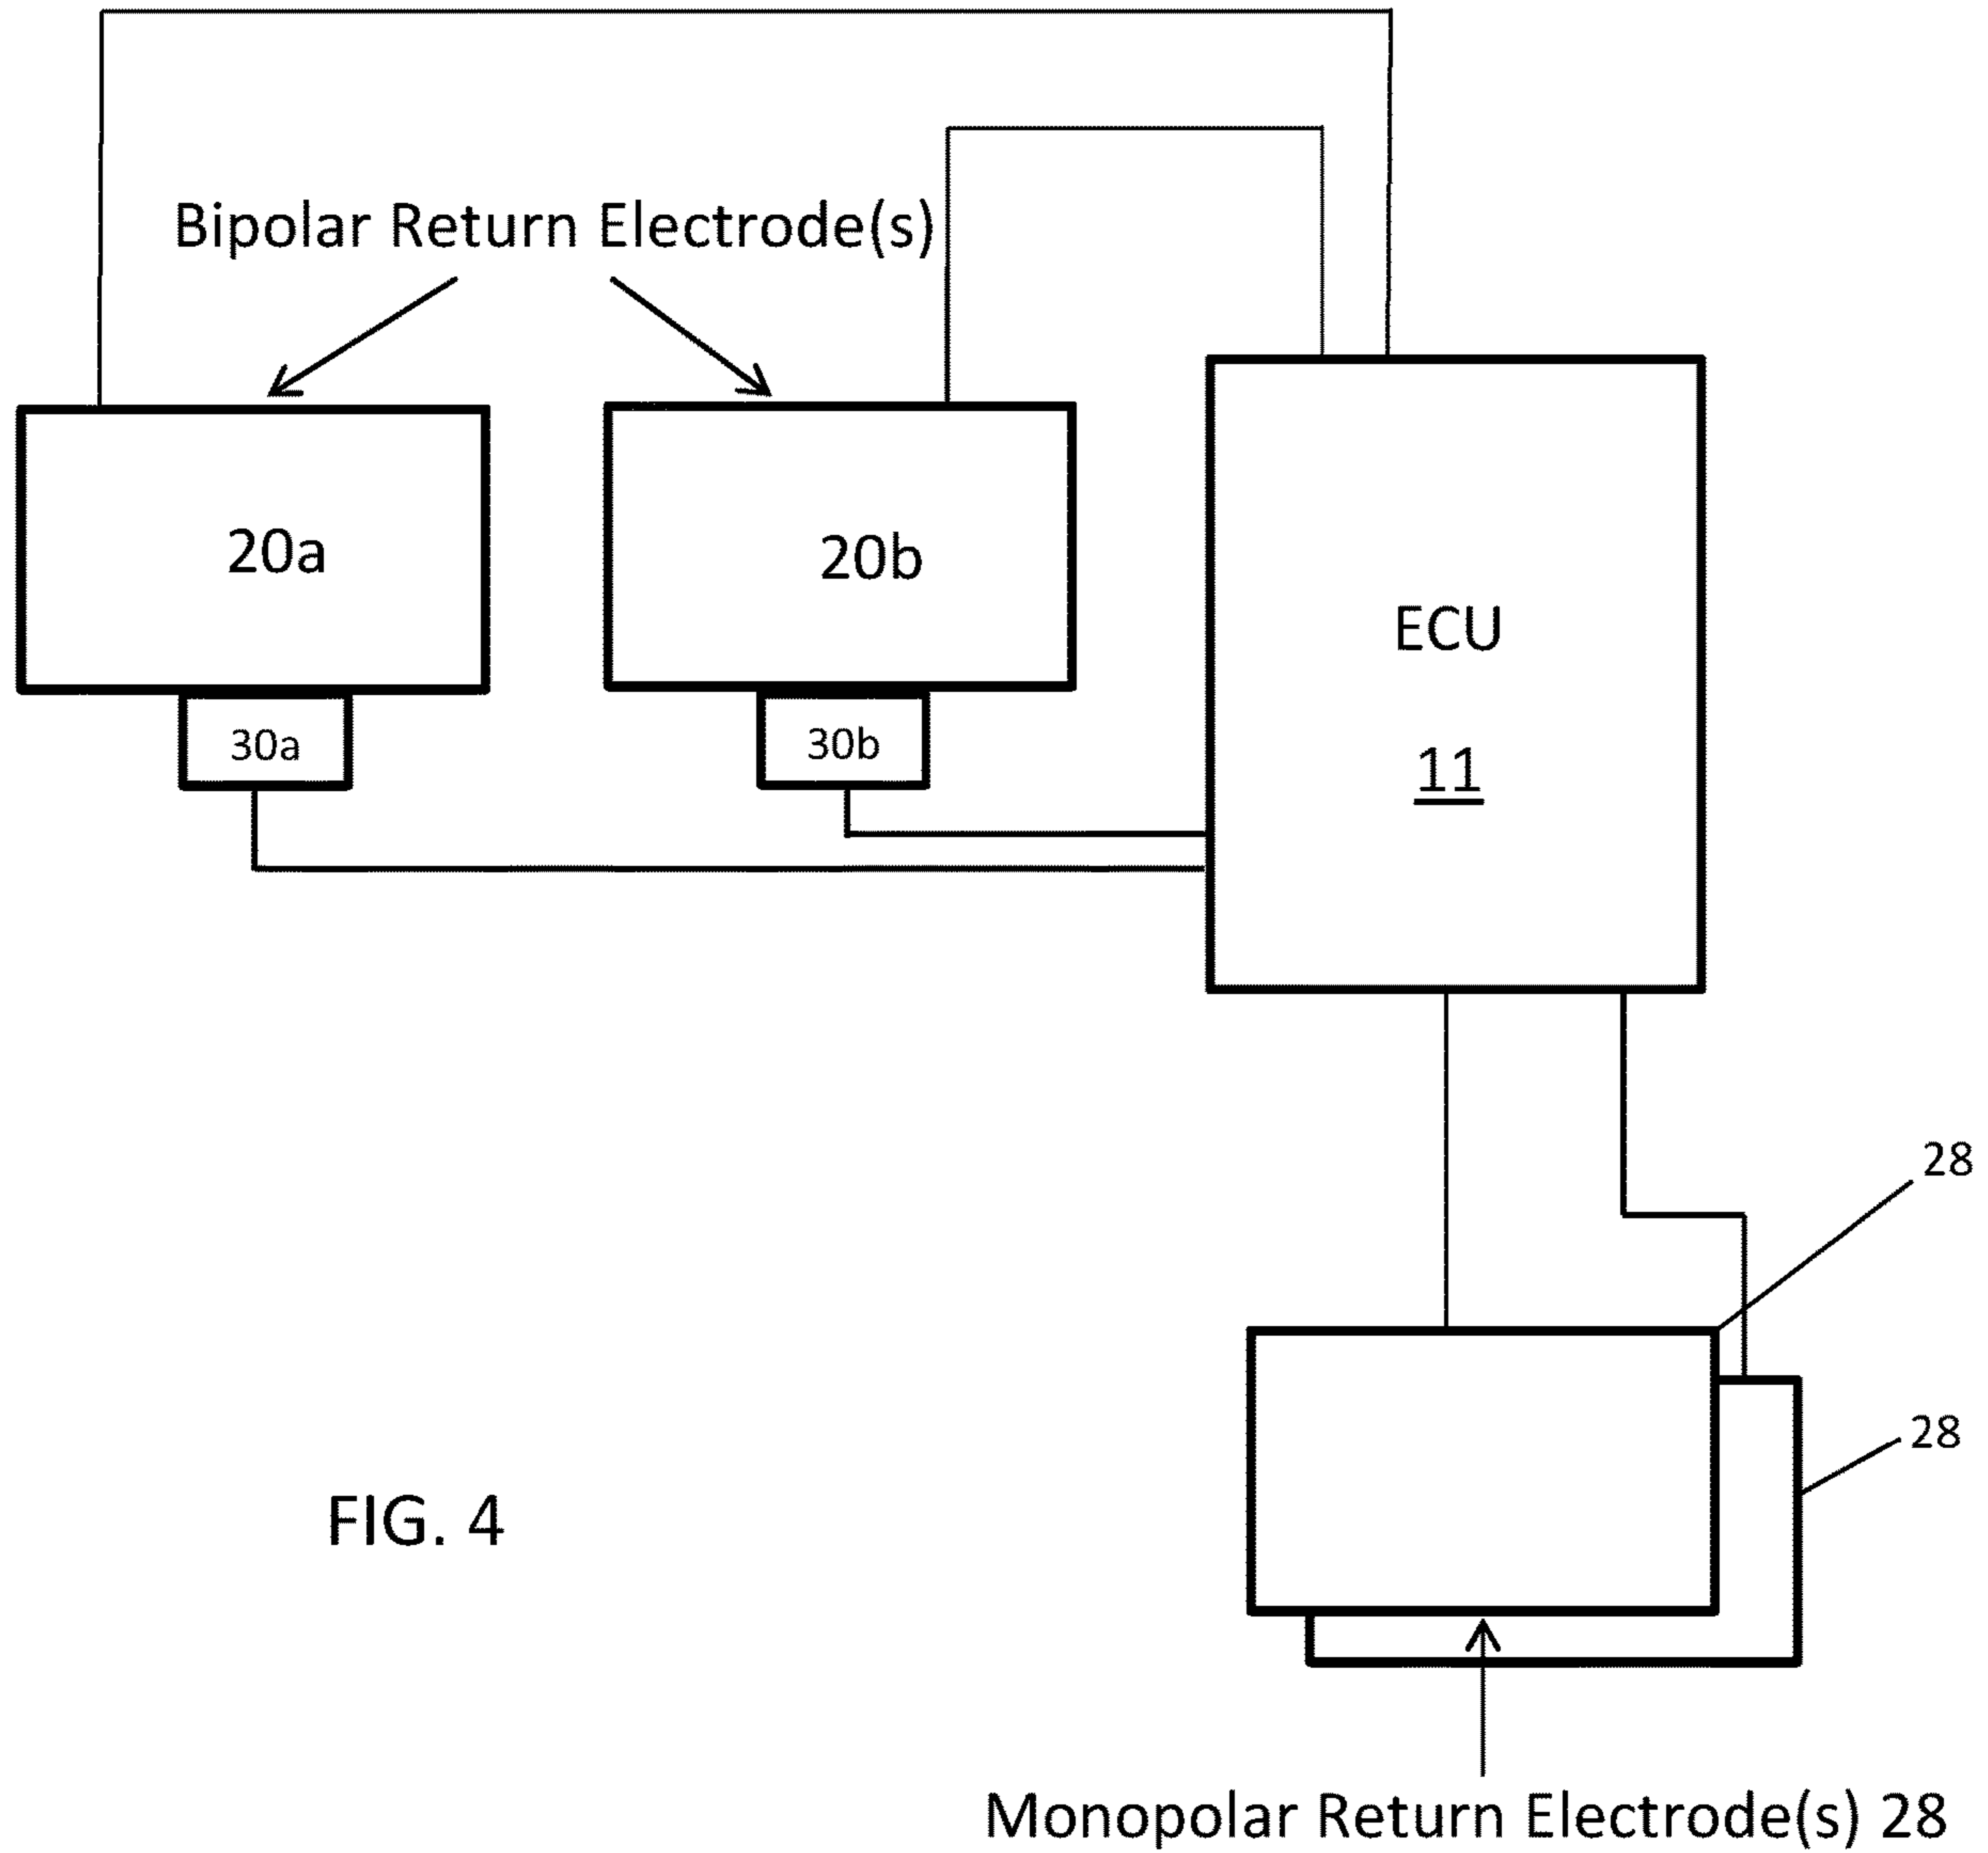 Bipolar Return Electrode(s)
20a
20b
30a
30b
ECU
11
28
28
FIG. 4
Monopolar Return Electrode(s) 28